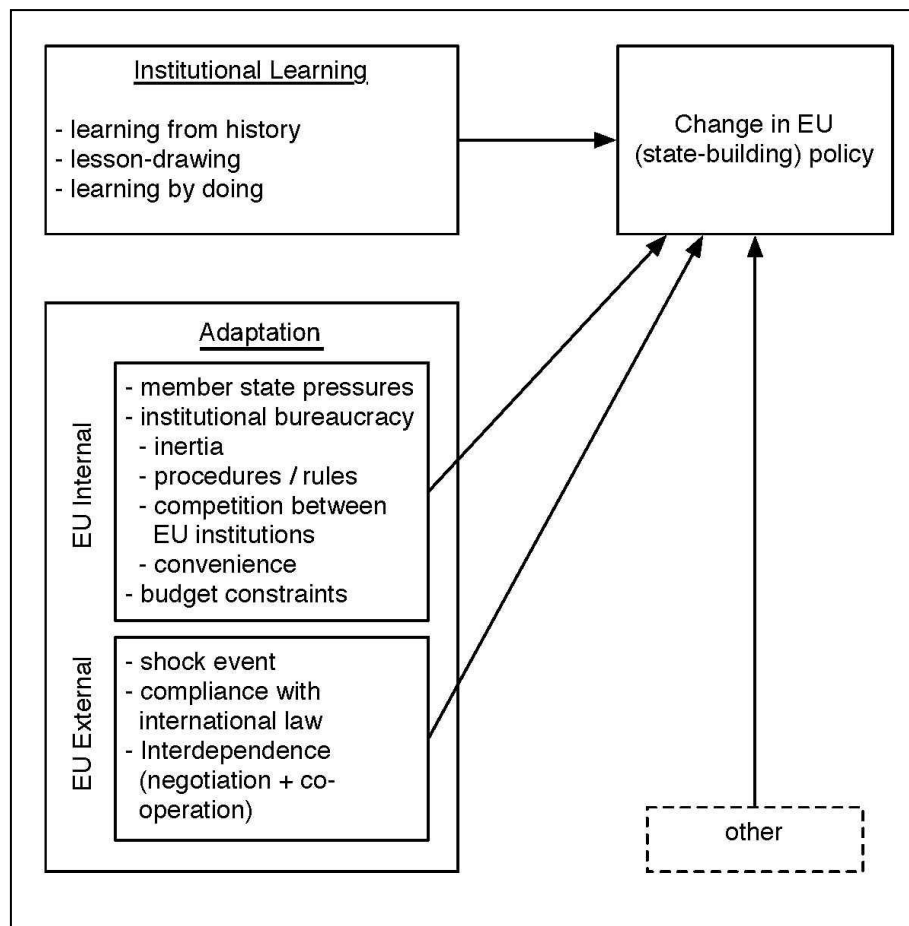 Institutional Learning
- learning from history
- lesson-drawing
- learning by doing
Change in EU
(state-building) policy
Adaptation
EU Internal
- member state pressures
- institutional bureaucracy
- inertia
- procedures / rules
- competition between
EU institutions
- convenience
- budget constraints
EU External
- shock event
- compliance with
international law
- Interdependence
(negotiation + co-
operation)
other